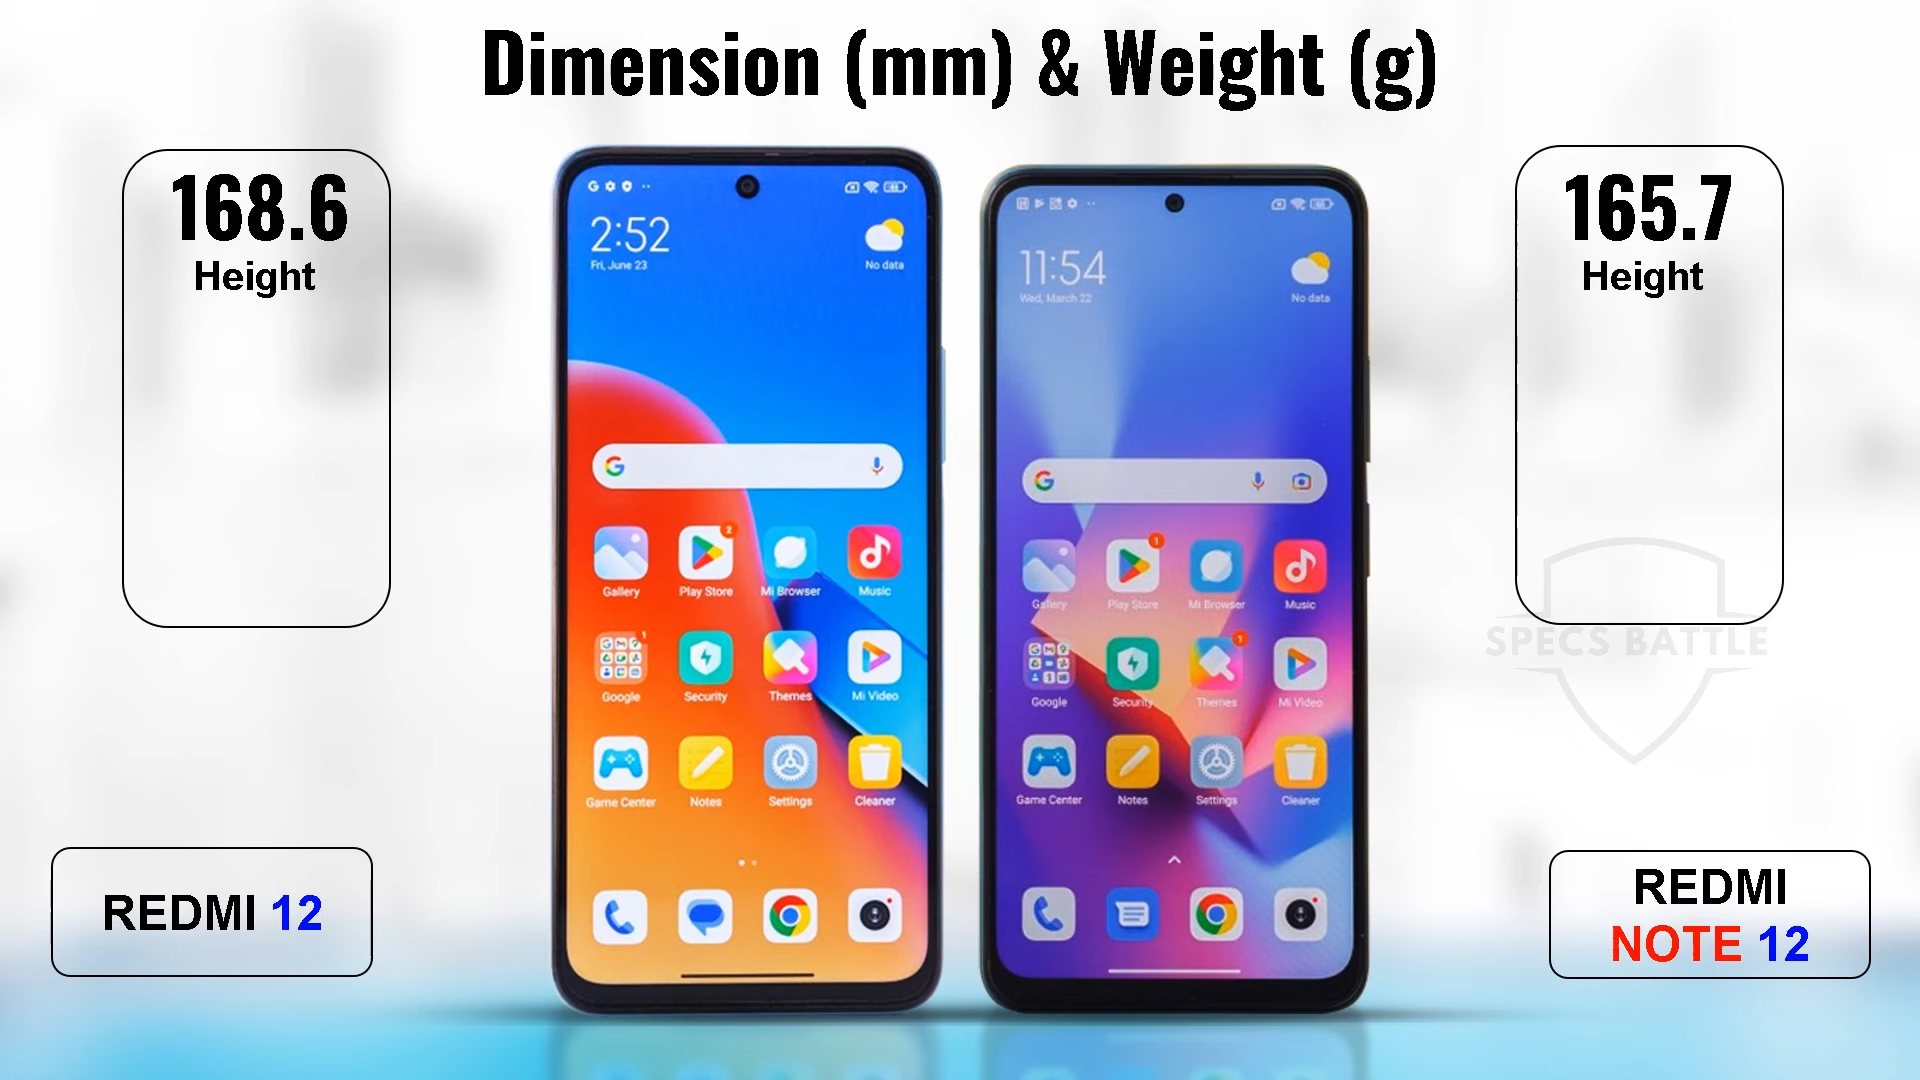 Dimension (mm) & Weight (g)
168.6
Height
165.7
Height
2:52
Fri, June 23
No data
11:54
Wed, March 22
No data
Gallery Play Store Mi Browser Music
Google Security Themes Mi Video
Game Center Notes Settings Cleaner
Gallery Play Store Mi Browser Music
Google Security Themes Mi Video
Game Center Notes Settings Cleaner
SPECS BATTLE
REDMI 12
REDMI
NOTE 12